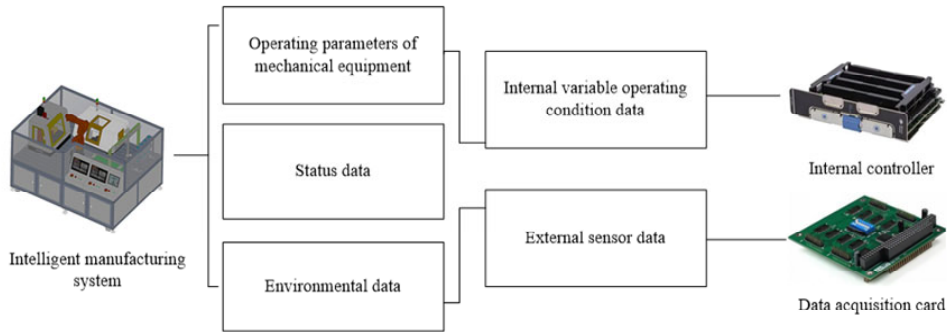 Operating parameters of
mechanical equipment
Internal variable operating
condition data
Internal controller
Status data
Intelligent manufacturing
system
External sensor data
Environmental data
Data acquisition card